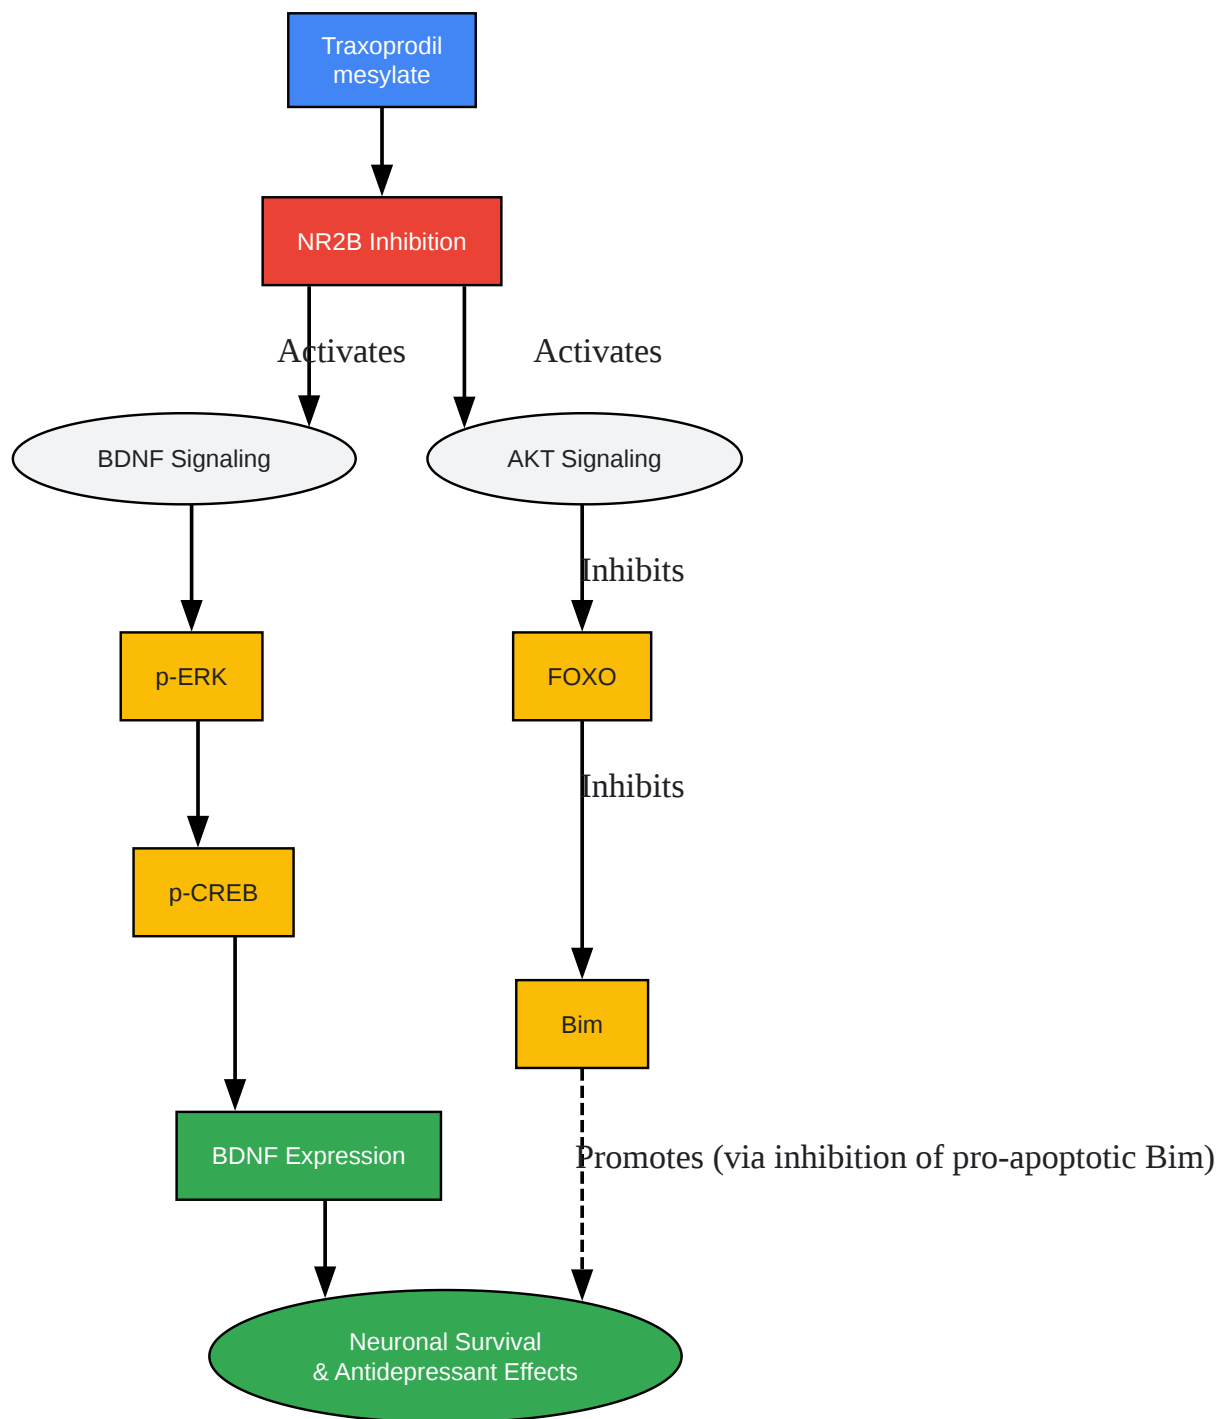 Traxoprodil
mesylate
NR2B Inhibition
Activates
Activates
BDNF Signaling
AKT Signaling
Inhibits
p-ERK
FOXO
Inhibits
p-CREB
Bim
BDNF Expression
Promotes (via inhibition of pro-apoptotic Bim)
Neuronal Survival
& Antidepressant Effects